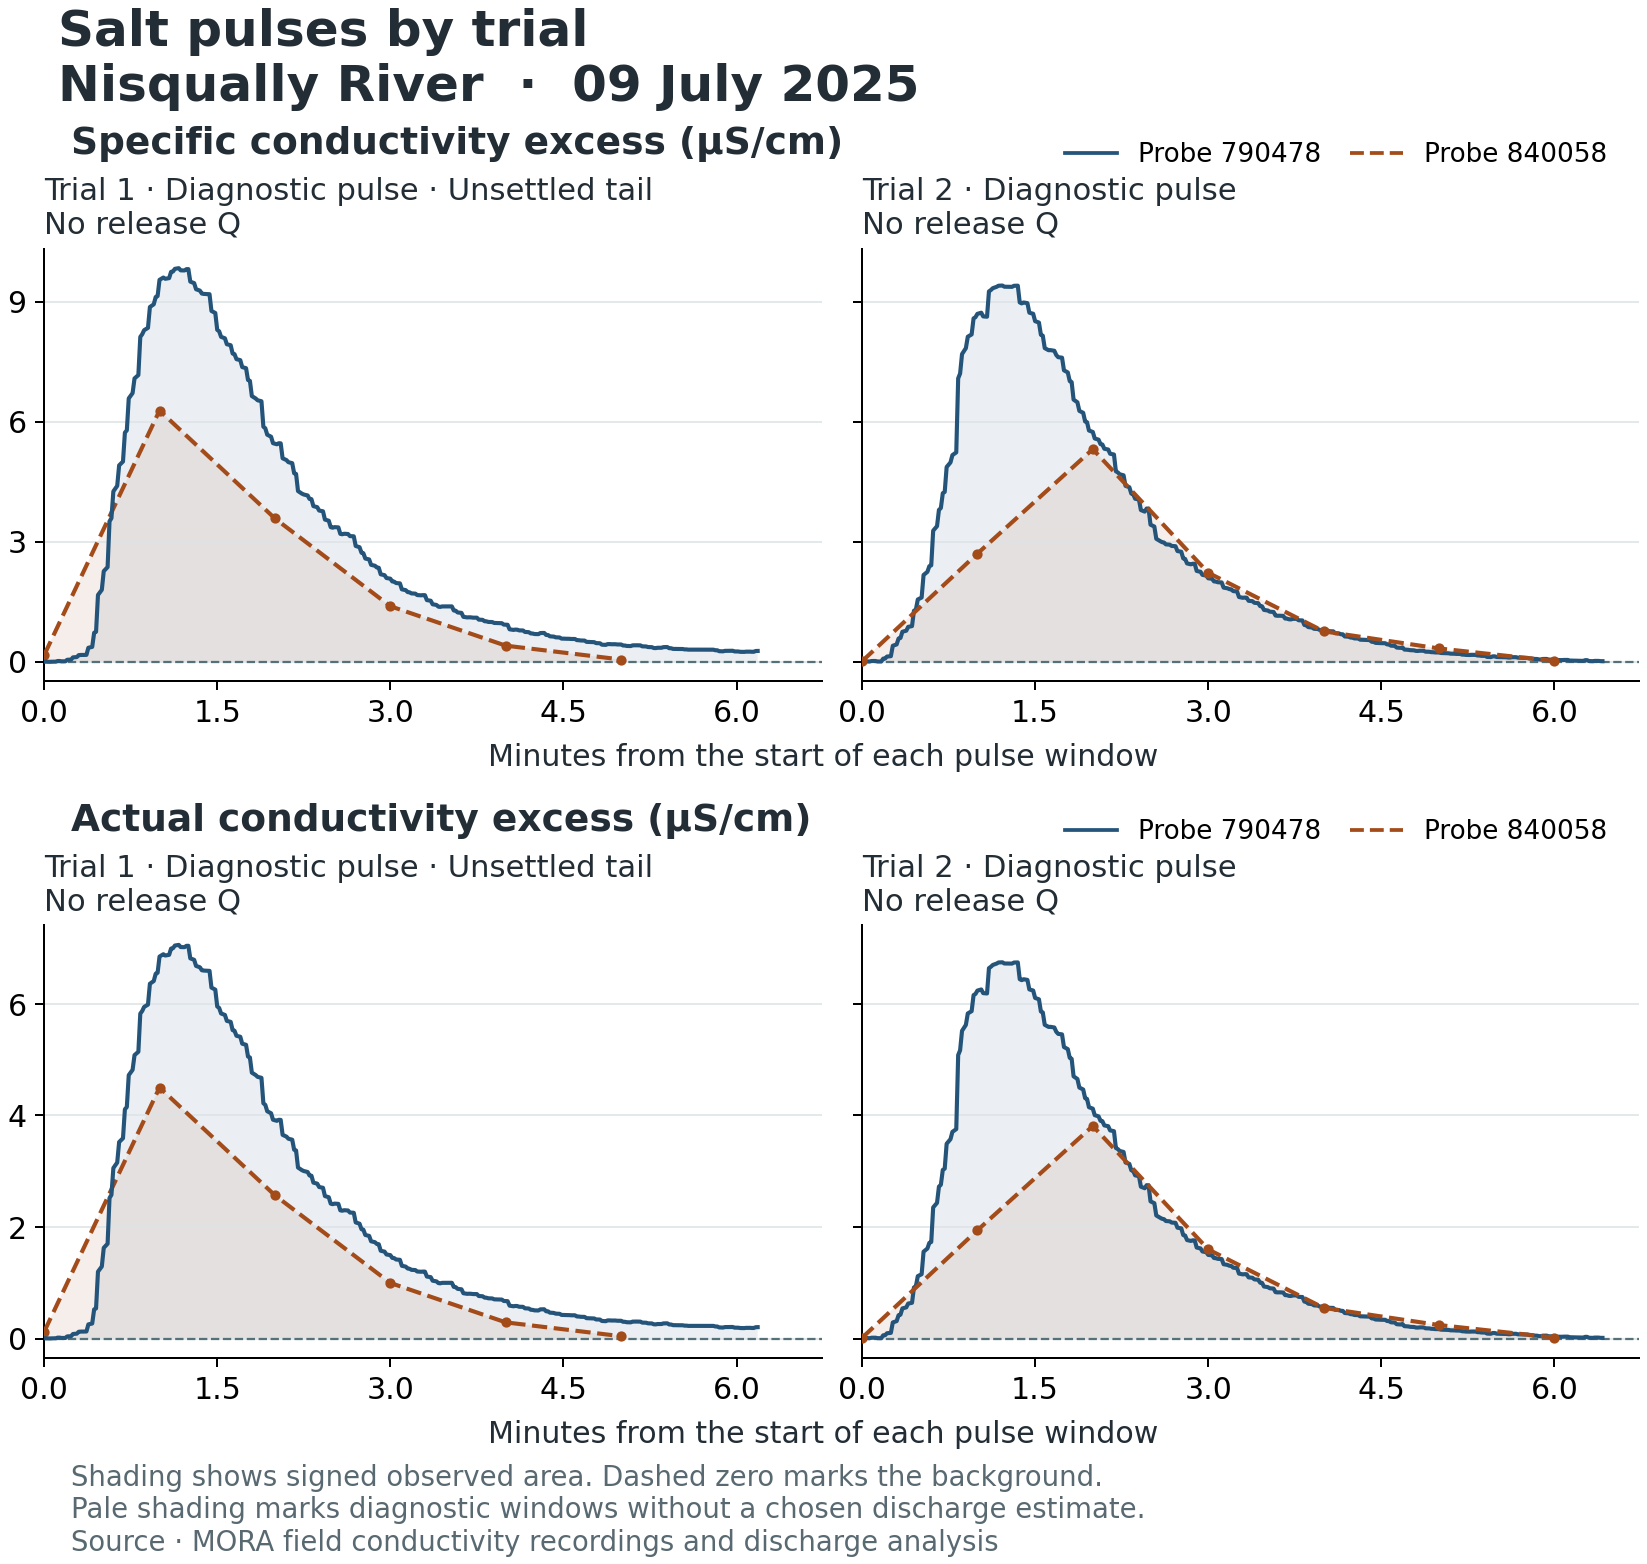 Salt pulses by trial
Nisqually River · 09 July 2025
Specific conductivity excess (µS/cm)
Probe 790478 Probe 840058
Trial 1 · Diagnostic pulse · Unsettled tail
No release Q
Trial 2 · Diagnostic pulse
No release Q
9
6
3
0
0.0 1.5 3.0 4.5 6.0
0.0 1.5 3.0 4.5 6.0
Minutes from the start of each pulse window
Actual conductivity excess (µS/cm)
Probe 790478 Probe 840058
Trial 1 · Diagnostic pulse · Unsettled tail
No release Q
Trial 2 · Diagnostic pulse
No release Q
6
4
2
0
0.0 1.5 3.0 4.5 6.0
0.0 1.5 3.0 4.5 6.0
Minutes from the start of each pulse window
Shading shows signed observed area. Dashed zero marks the background.
Pale shading marks diagnostic windows without a chosen discharge estimate.
Source · MORA field conductivity recordings and discharge analysis